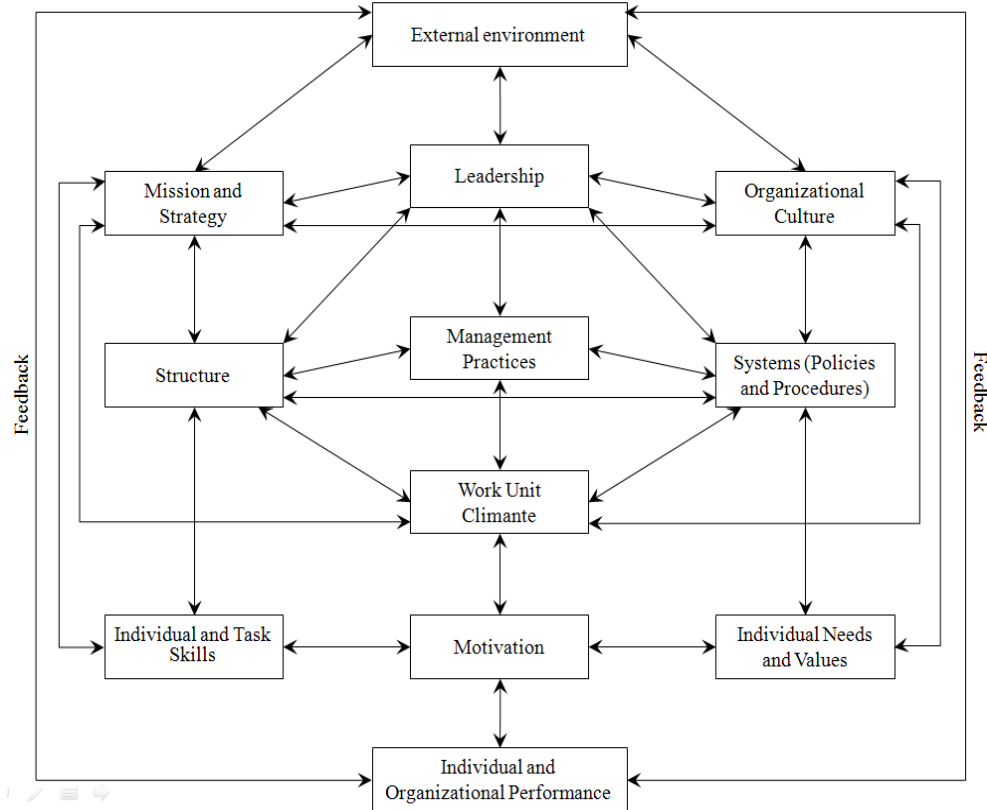 External environment
Leadership
Mission and
Strategy
Organizational
Culture
Management
Practices
Structure
Systems (Policies
and Procedures)
Feedback
Feedback
Work Unit
Climante
Individual and Task
Skills
Motivation
Individual Needs
and Values
Individual and
Organizational Performance